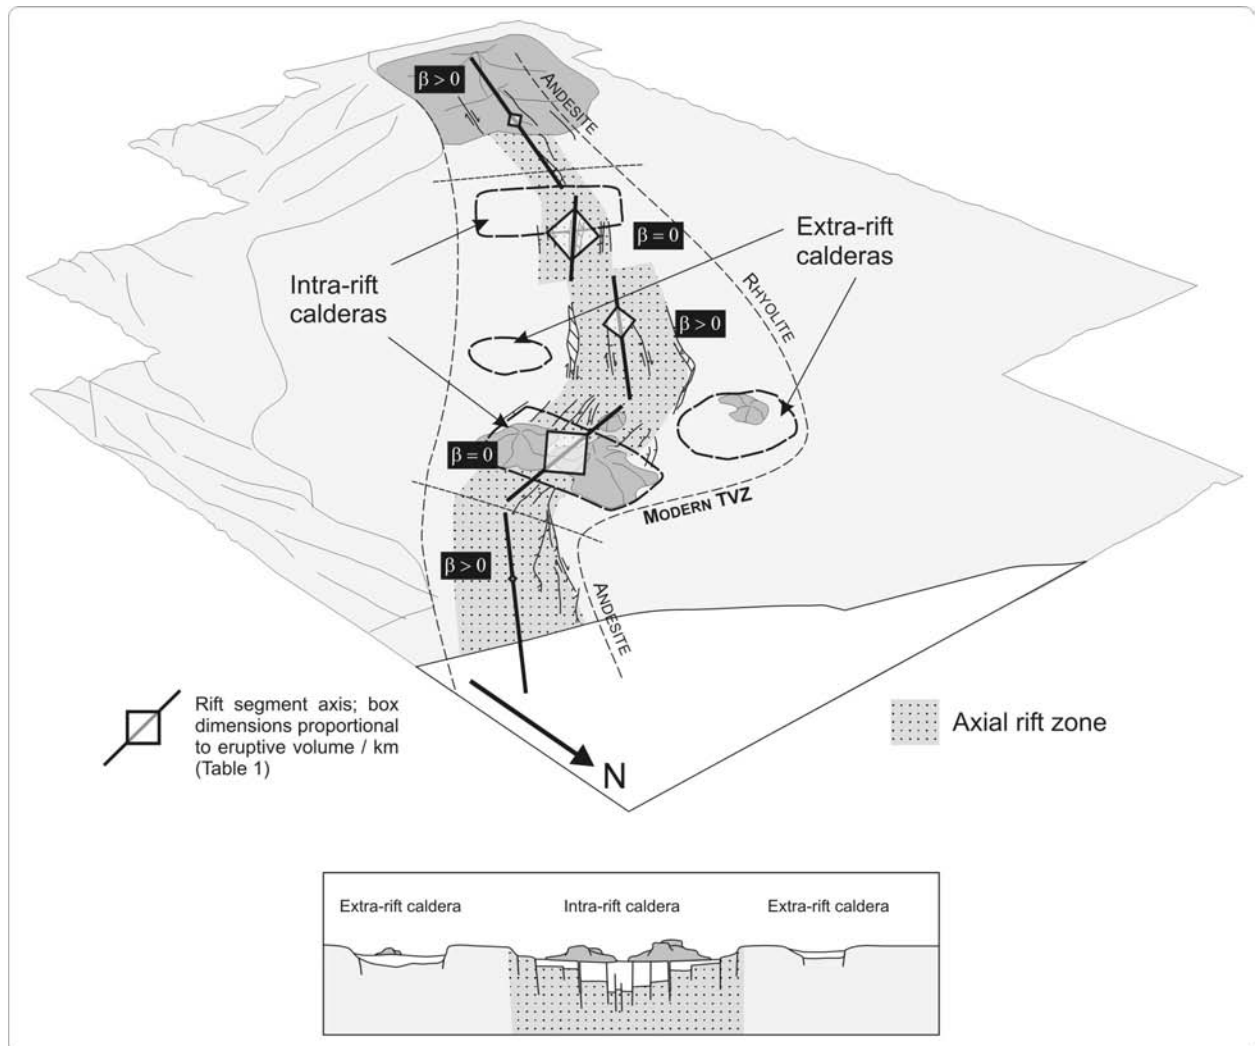 β > 0
ANDESITE
β = 0
Extra-rift
calderas
Intra-rift
calderas
RHYOLITE
β > 0
β = 0
MODERN TVZ
β > 0
ANDESITE
Rift segment axis; box
dimensions proportional
to eruptive volume / km
(Table 1)
N
Axial rift zone
Extra-rift caldera
Intra-rift caldera
Extra-rift caldera